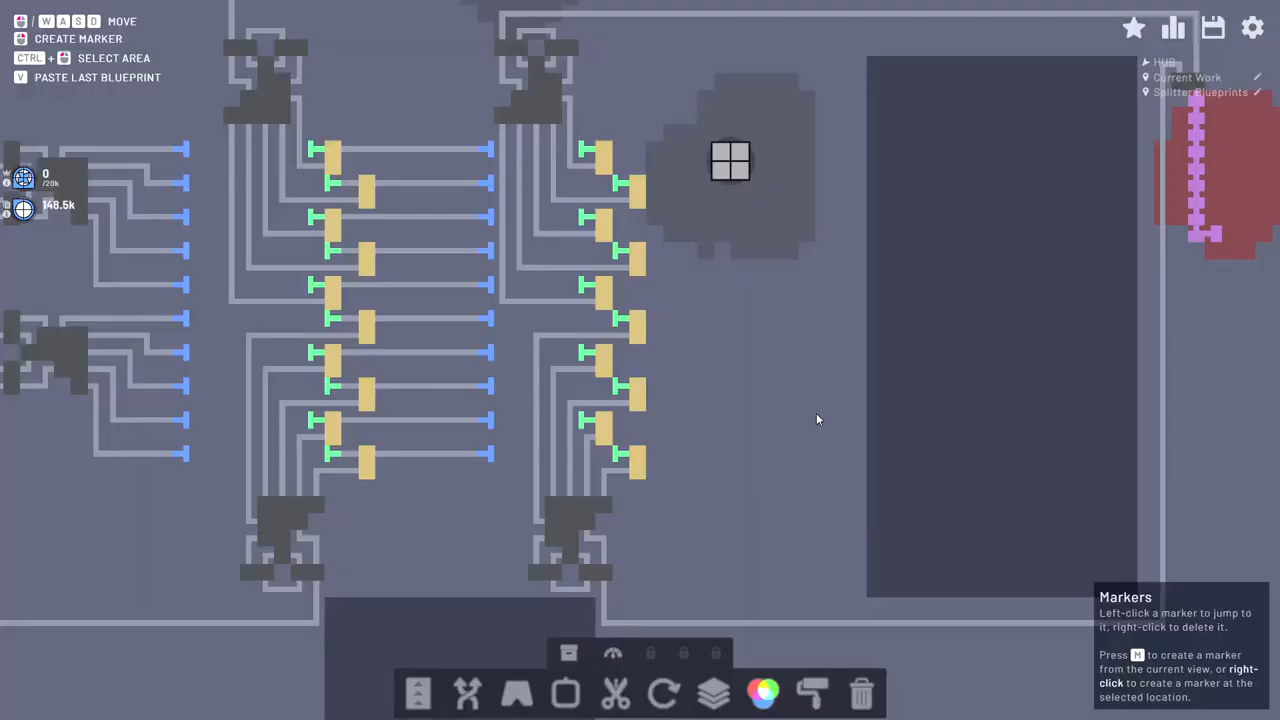 / W A S D MOVE
CREATE MARKER
CTRL + SELECT AREA
V PASTE LAST BLUEPRINT
HUB
Current Work
Splitter Blueprints
0
/20k
148.5k
Markers
Left-click a marker to jump to
it, right-click to delete it.
Press M to create a marker
from the current view, or right-
click to create a marker at the
selected location.